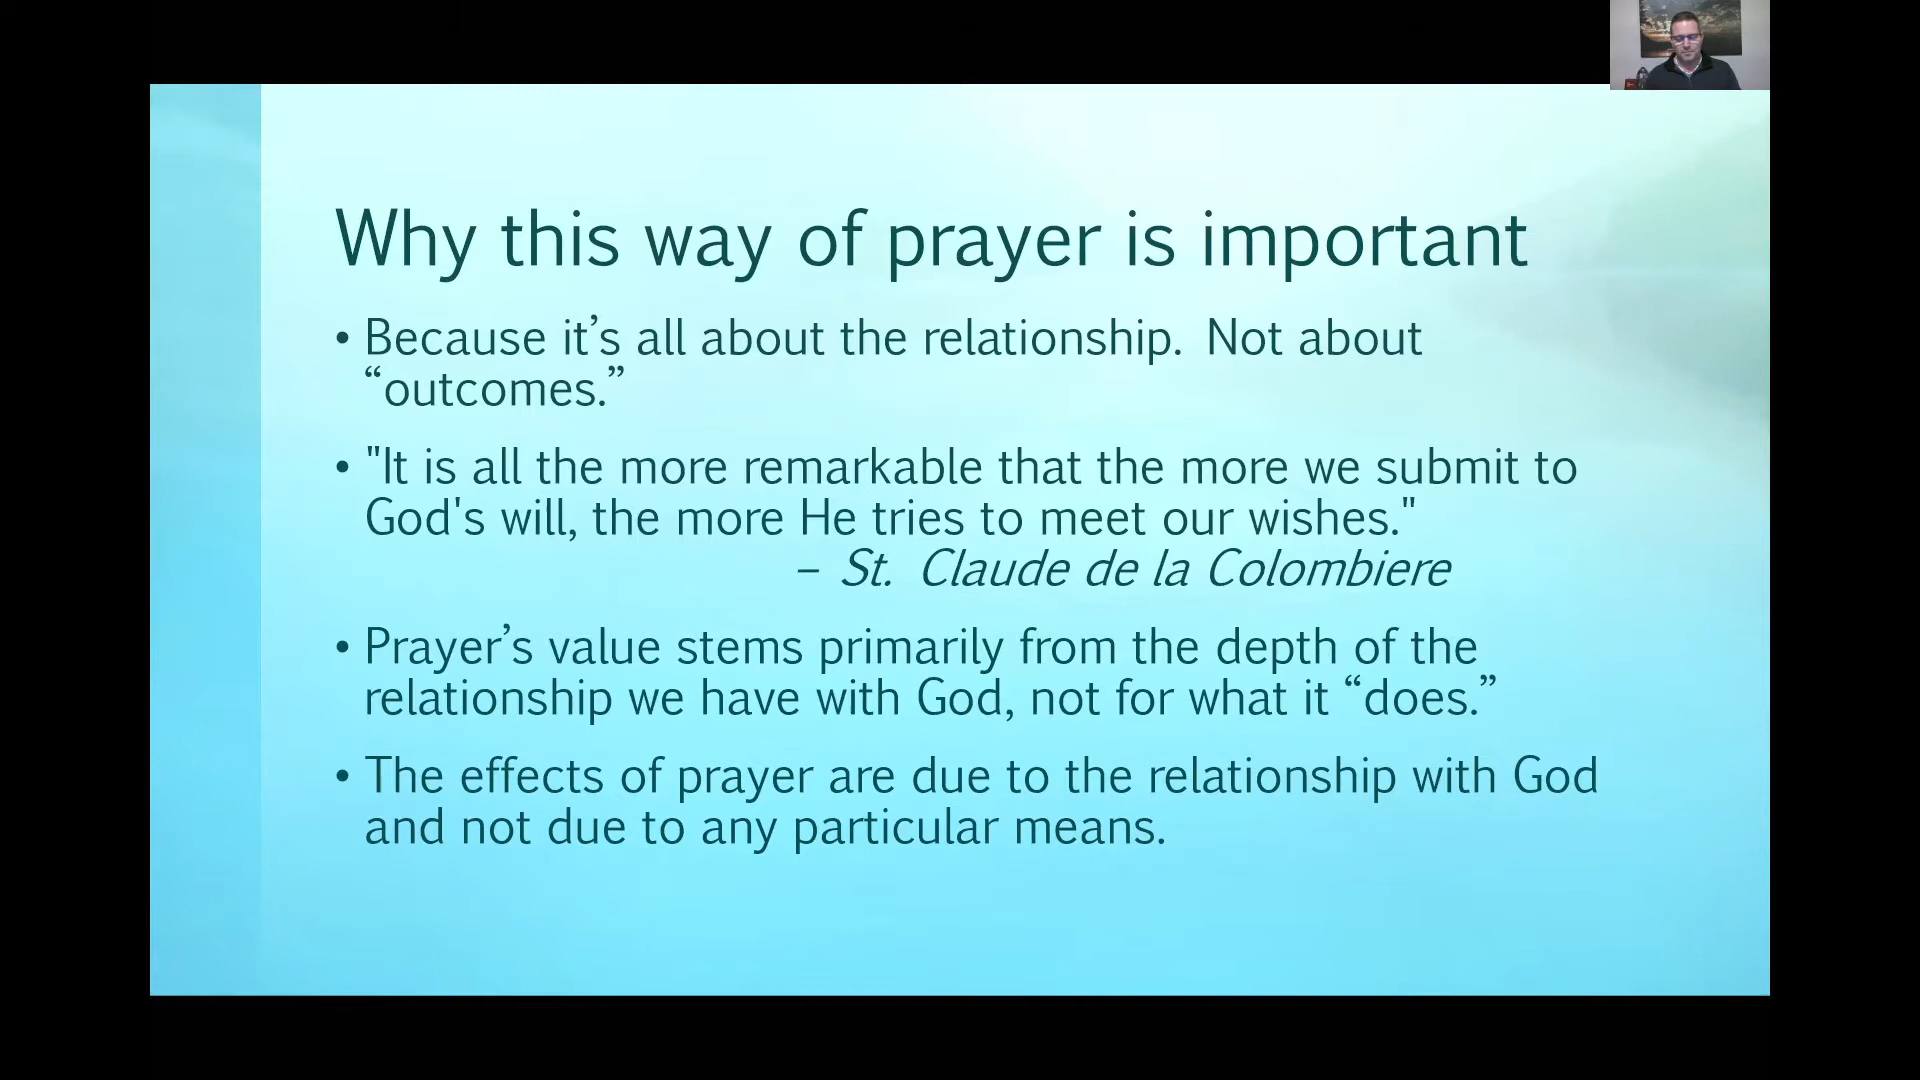 Why this way of prayer is important
• Because it’s all about the relationship. Not about
“outcomes.”
• "It is all the more remarkable that the more we submit to
God's will, the more He tries to meet our wishes."
– St. Claude de la Colombiere
• Prayer’s value stems primarily from the depth of the
relationship we have with God, not for what it “does.”
• The effects of prayer are due to the relationship with God
and not due to any particular means.